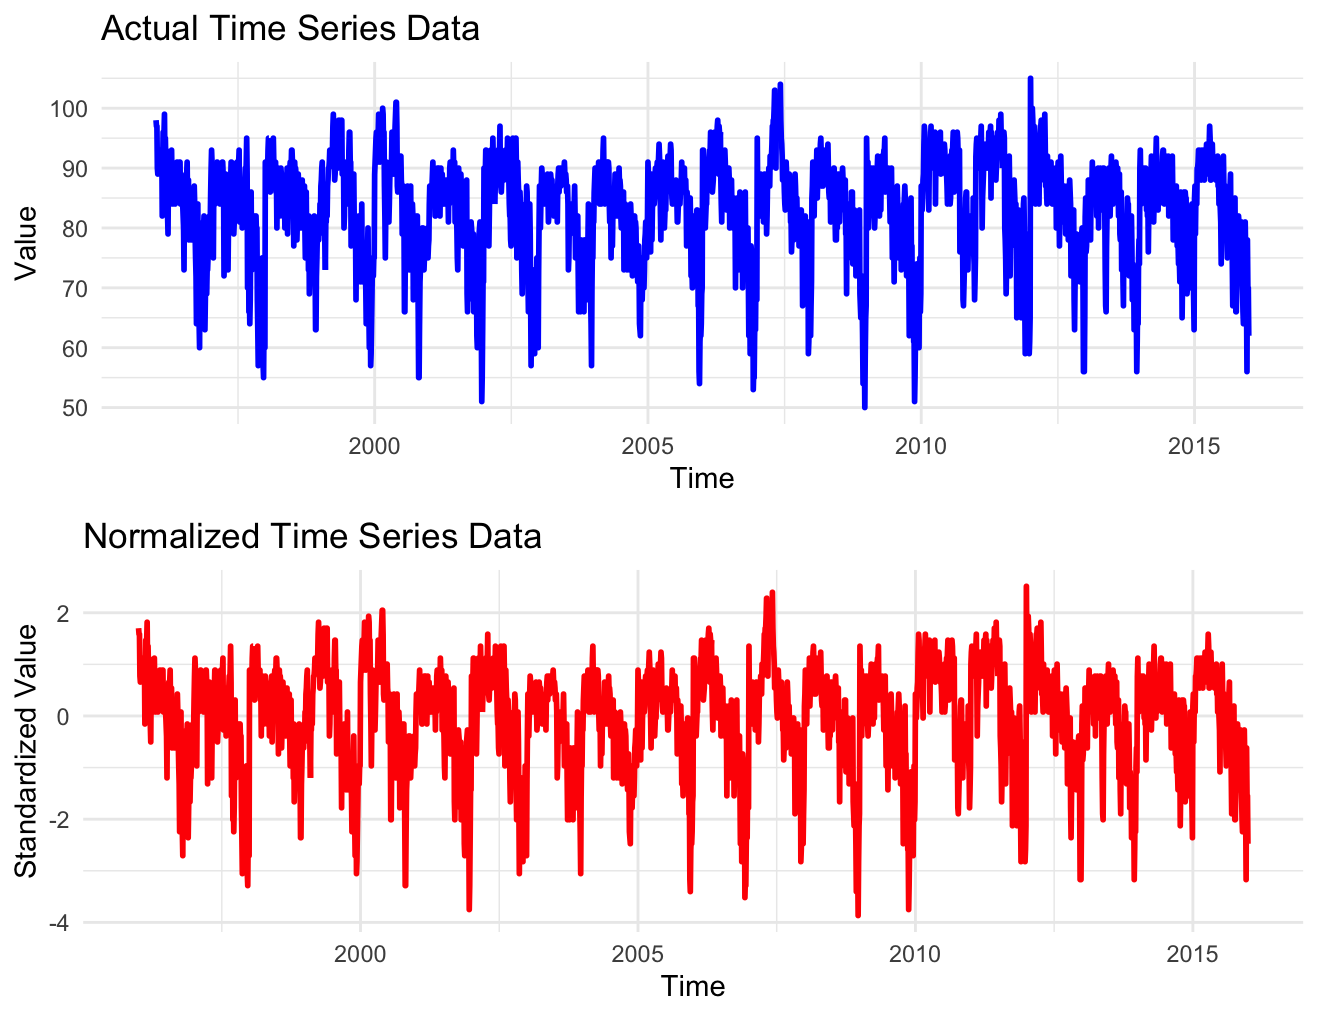 Actual Time Series Data
100
90
80
70
60
50
Value
2000 2005 2010 2015
Time
Normalized Time Series Data
2
0
-2
-4
Standardized Value
2000 2005 2010 2015
Time